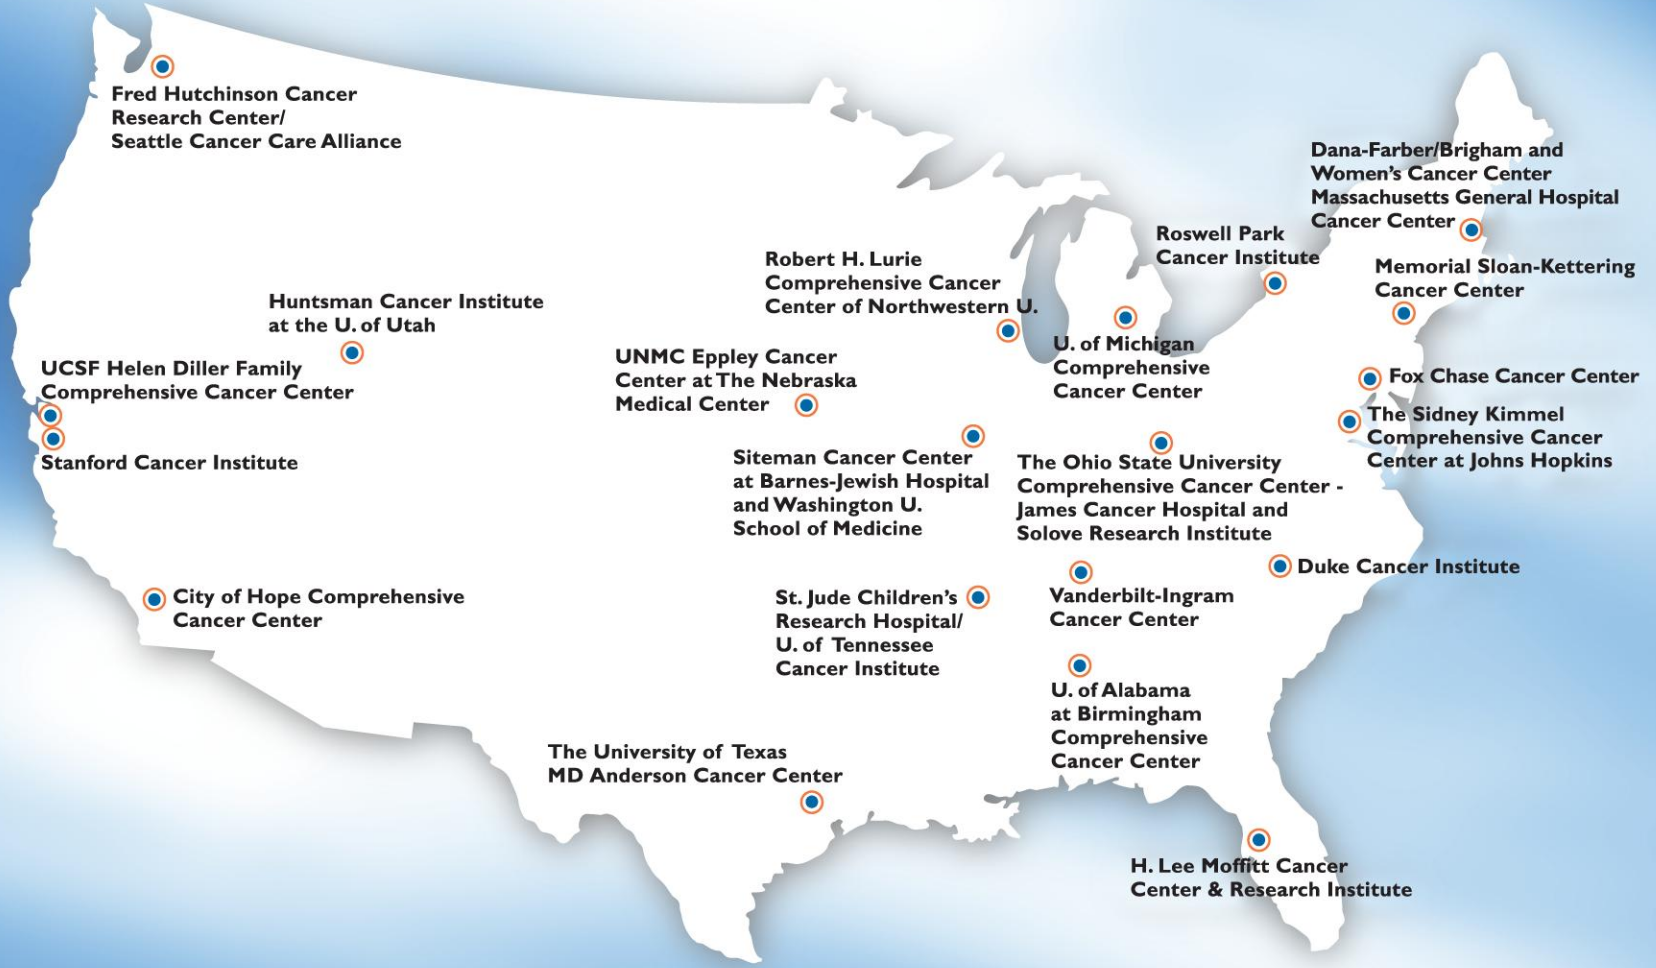 Fred Hutchinson Cancer
Research Center/
Seattle Cancer Care Alliance
Dana-Farber/Brigham and
Women's Cancer Center
Massachusetts General Hospital
Cancer Center
Roswell Park
Cancer Institute
Robert H. Lurie
Comprehensive Cancer
Center of Northwestern U.
Memorial Sloan-Kettering
Cancer Center
Huntsman Cancer Institute
at the U. of Utah
U. of Michigan
Comprehensive
Cancer Center
UNMC Eppley Cancer
Center at The Nebraska
Medical Center
UCSF Helen Diller Family
Comprehensive Cancer Center
Fox Chase Cancer Center
The Sidney Kimmel
Comprehensive Cancer
Center at Johns Hopkins
Stanford Cancer Institute
Siteman Cancer Center
at Barnes-Jewish Hospital
and Washington U.
School of Medicine
The Ohio State University
Comprehensive Cancer Center -
James Cancer Hospital and
Solove Research Institute
Duke Cancer Institute
City of Hope Comprehensive
Cancer Center
St. Jude Children's
Research Hospital/
U. of Tennessee
Cancer Institute
Vanderbilt-Ingram
Cancer Center
U. of Alabama
at Birmingham
Comprehensive
Cancer Center
The University of Texas
MD Anderson Cancer Center
H. Lee Moffitt Cancer
Center & Research Institute